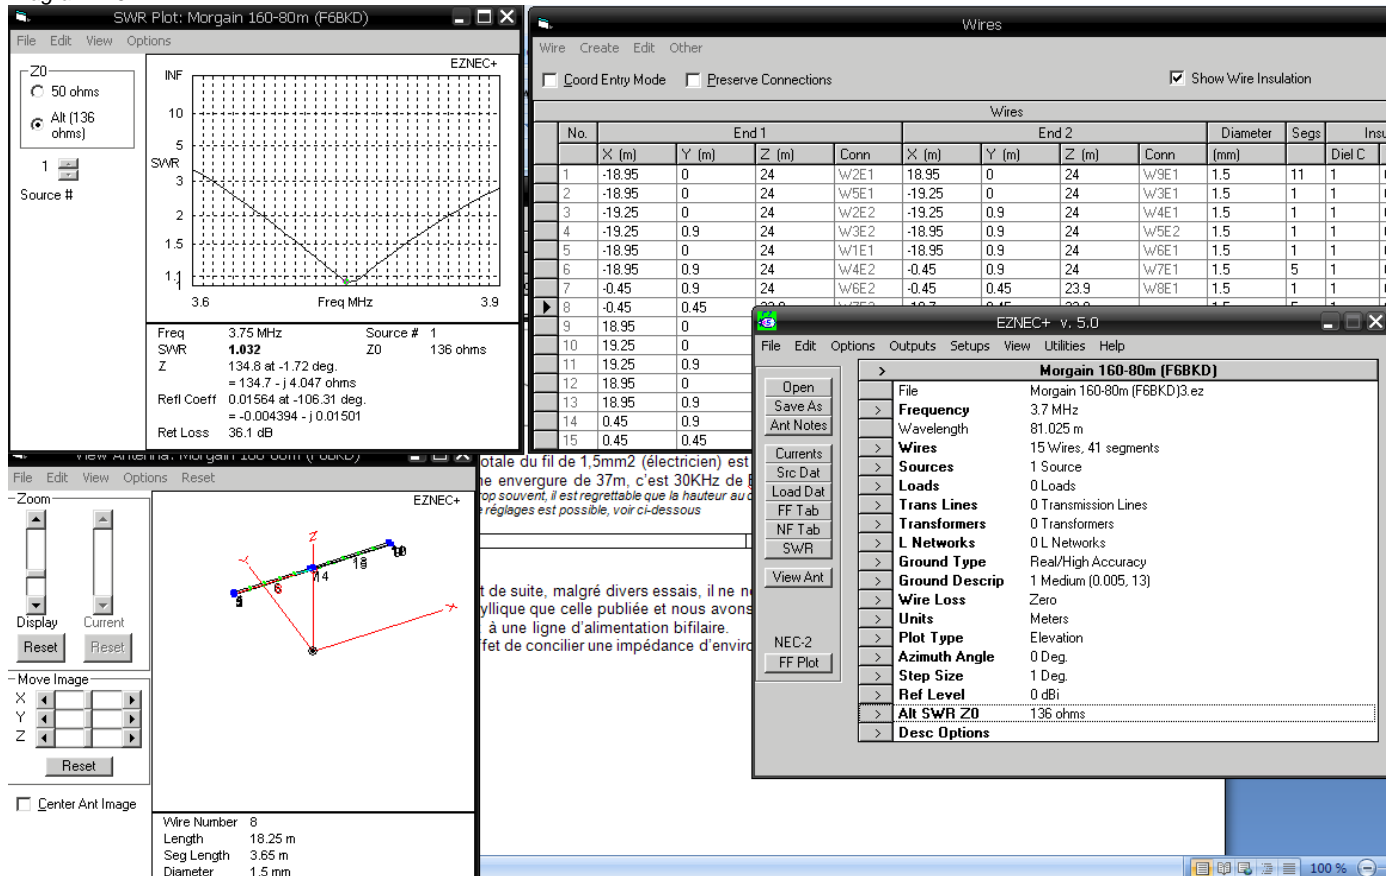 SWR Plot: Morgain 160-80m (F6BKD)
File Edit View Options
Z0
50 ohms
Alt (136
ohms)
1
Source #
EZNEC+
INF
10
5
SWR
3
2
1.5
1.1
1
3.6 Freq MHz 3.9
Freq 3.75 MHz Source # 1
SWR 1.032 Z0 136 ohms
Z 134.8 at -1.72 deg.
= 134.7 - j 4.047 ohms
Refl Coeff 0.01564 at -106.31 deg.
= -0.004394 - j 0.01501
Ret Loss 36.1 dB
Wires
Wire Create Edit Other
Coord Entry Mode Preserve Connections Show Wire Insulation
Wires
No. End 1 End 2 Diameter Segs Insu
X (m) Y (m) Z (m) Conn X (m) Y (m) Z (m) Conn (mm) Diel C
1 -18.95 0 24 W2E1 18.95 0 24 W9E1 1.5 11 1
2 -18.95 0 24 W5E1 -19.25 0 24 W3E1 1.5 1 1
3 -19.25 0 24 W2E2 -19.25 0.9 24 W4E1 1.5 1 1
4 -19.25 0.9 24 W3E2 -18.95 0.9 24 W5E2 1.5 1 1
5 -18.95 0 24 W1E1 -18.95 0.9 24 W6E1 1.5 1 1
6 -18.95 0.9 24 W4E2 -0.45 0.9 24 W7E1 1.5 5 1
7 -0.45 0.9 24 W6E2 -0.45 0.45 23.9 W8E1 1.5 1 1
8 -0.45 0.45
9 18.95 0
10 19.25 0
11 19.25 0.9
12 18.95 0
13 18.95 0.9
14 0.45 0.9
15 0.45 0.45
EZNEC+ v. 5.0
File Edit Options Outputs Setups View Utilities Help
Open
Save As
Ant Notes
Currents
Src Dat
Load Dat
FF Tab
NF Tab
SWR
View Ant
NEC-2
FF Plot
> Morgain 160-80m (F6BKD)
File Morgain 160-80m (F6BKD)3.ez
> Frequency 3.7 MHz
Wavelength 81.025 m
> Wires 15 Wires, 41 segments
> Sources 1 Source
> Loads 0 Loads
> Trans Lines 0 Transmission Lines
> Transformers 0 Transformers
> L Networks 0 L Networks
> Ground Type Real/High Accuracy
> Ground Descrip 1 Medium (0.005, 13)
> Wire Loss Zero
> Units Meters
> Plot Type Elevation
> Azimuth Angle 0 Deg.
> Step Size 1 Deg.
> Ref Level 0 dBi
> Alt SWR Z0 136 ohms
> Desc Options
otale du fil de 1,5mm2 (électricien) est
ne envergure de 37m, c'est 30KHz de
rop souvent, il est regrettable que la hauteur au
e réglages est possible, voir ci-dessous
t de suite, malgré divers essais, il ne n
yllique que celle publiée et nous avons
à une ligne d'alimentation bifilaire.
ffet de concilier une impédance d'enviro
View Antenna: Morgain 160-80m (F6BKD)
File Edit View Options Reset
Zoom
Display Current
Reset Reset
Move Image
X
Y
Z
Reset
Center Ant Image
EZNEC+
Z
Y
X
Wire Number 8
Length 18.25 m
Seg Length 3.65 m
Diameter 1.5 mm
100 %